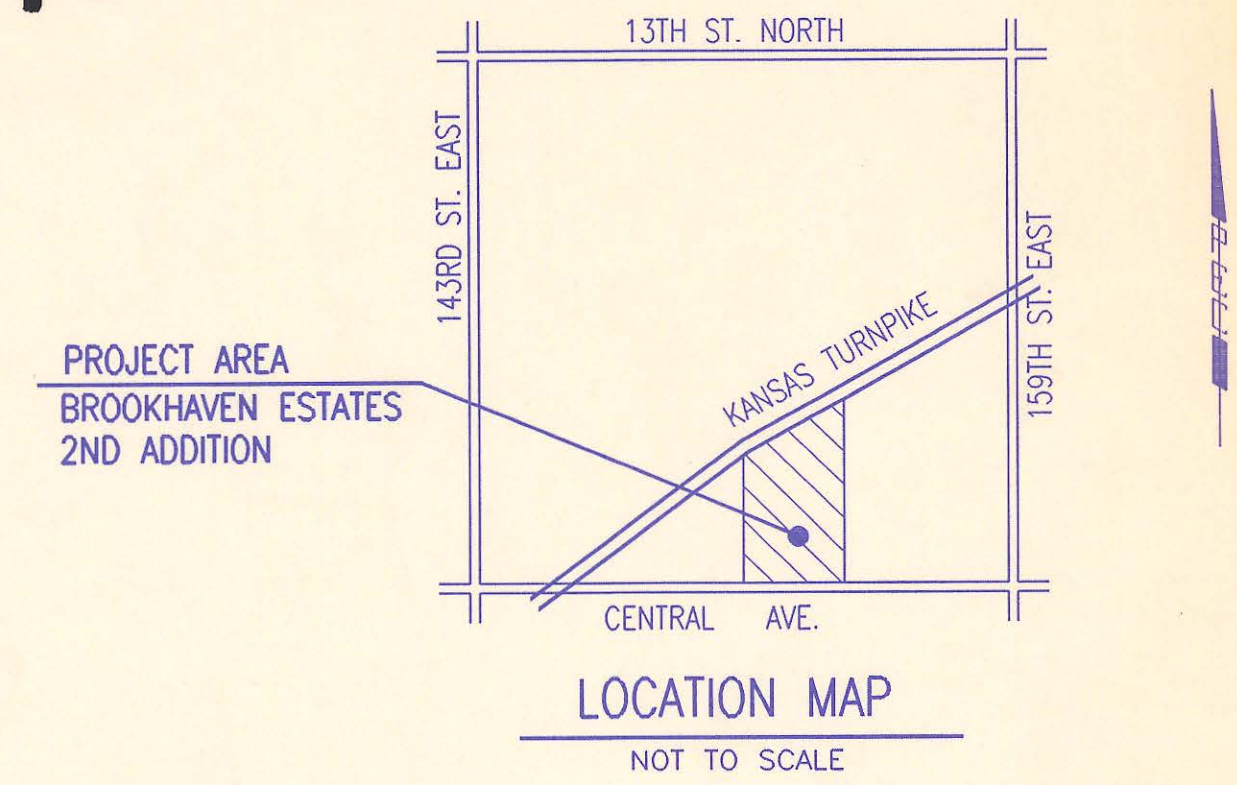 13TH ST. NORTH
143RD ST. EAST
159TH ST. EAST
KANSAS TURNPIKE
PROJECT AREA
BROOKHAVEN ESTATES
2ND ADDITION
CENTRAL AVE.
LOCATION MAP
NOT TO SCALE